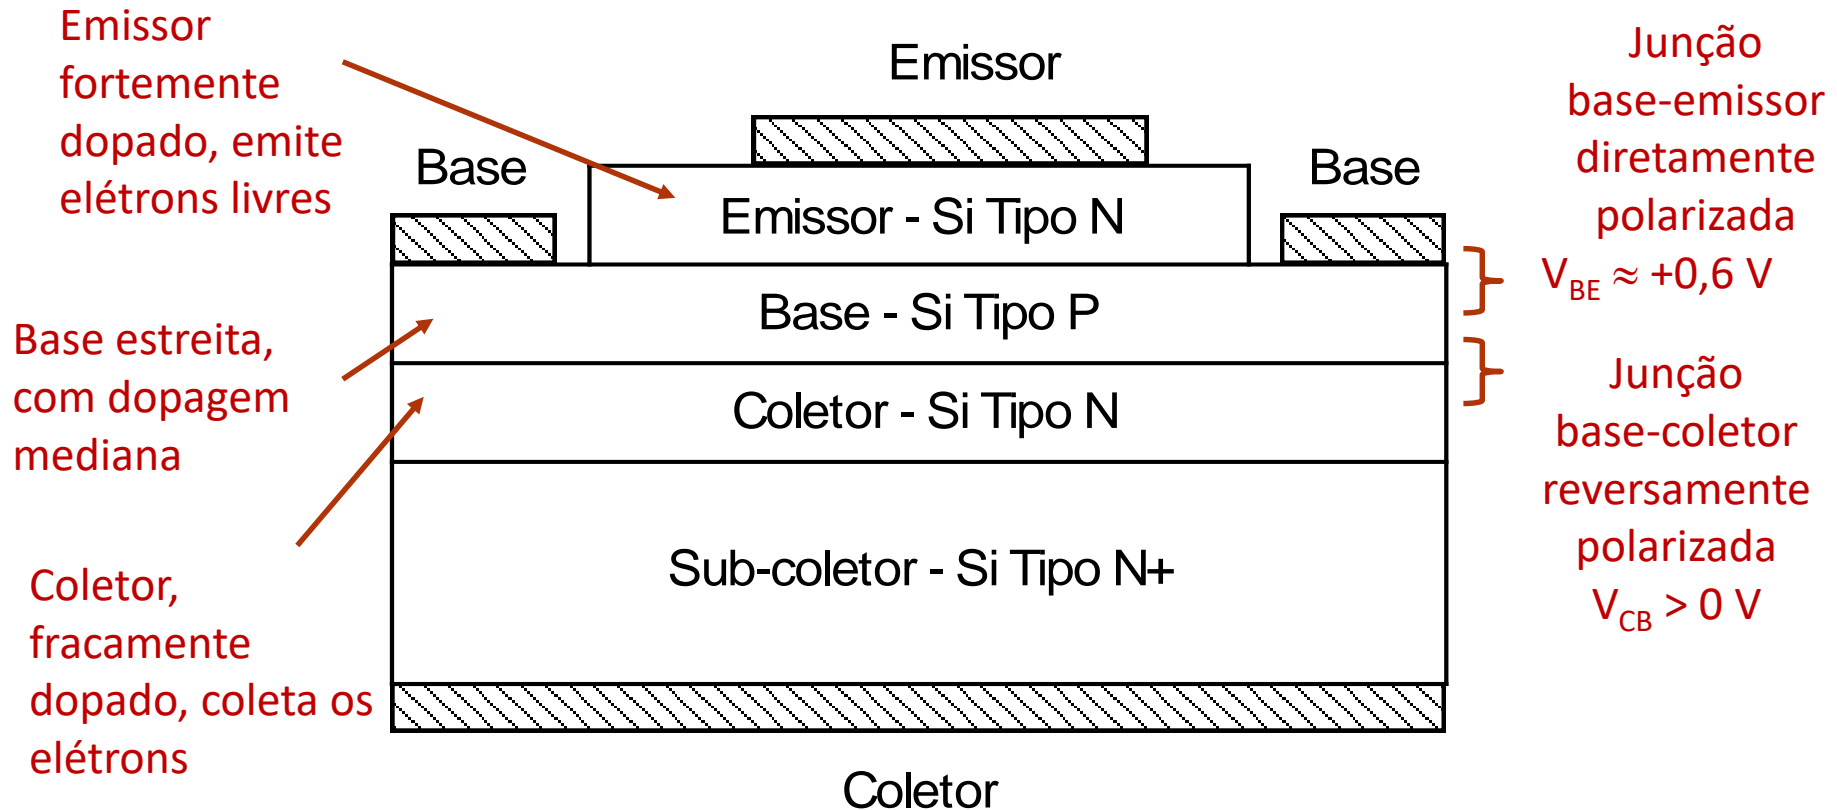 Emissor
fortemente
dopado, emite
elétrons livres
Base estreita,
com dopagem
mediana
Coletor,
fracamente
dopado, coleta os
elétrons
Emissor
Base
Base
Emissor - Si Tipo N
Base - Si Tipo P
Coletor - Si Tipo N
Sub-coletor - Si Tipo N+
Coletor
Junção
base-emissor
diretamente
polarizada
V_BE ≈ +0,6 V
Junção
base-coletor
reversamente
polarizada
V_CB > 0 V